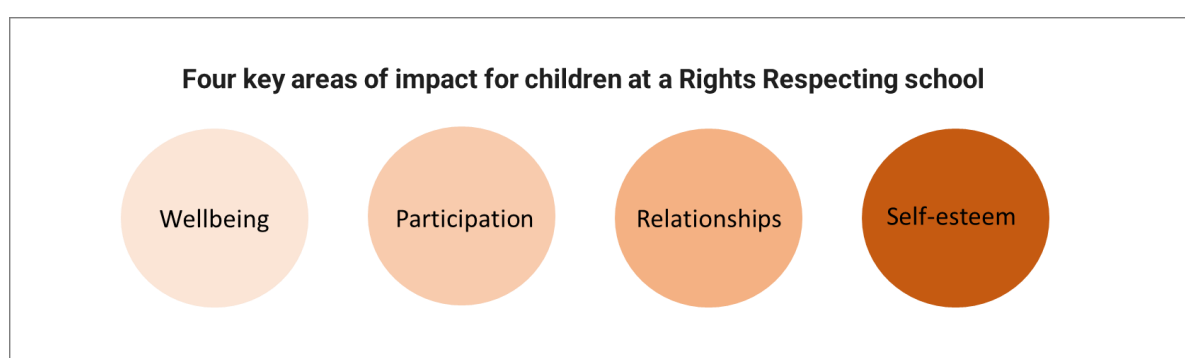 Four key areas of impact for children at a Rights Respecting school
Wellbeing
Participation
Relationships
Self-esteem